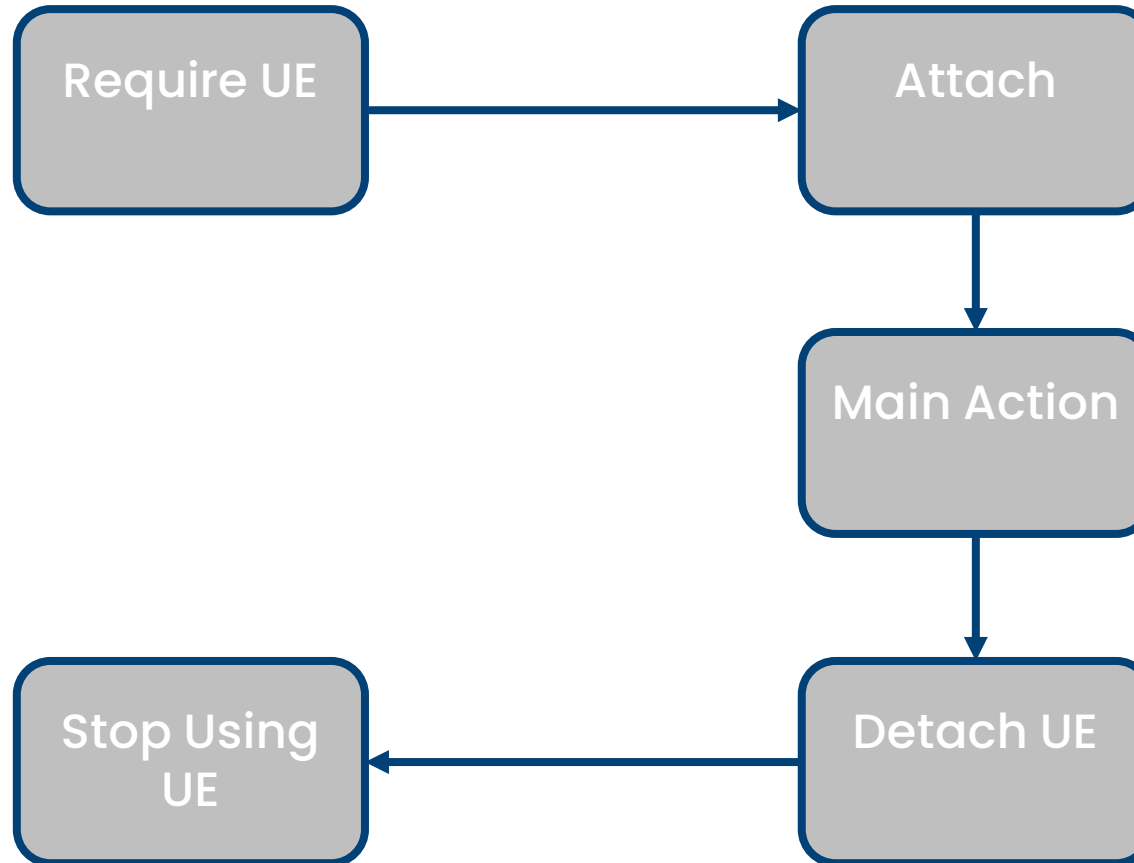 Require UE
Attach
Main Action
Detach UE
Stop Using
UE